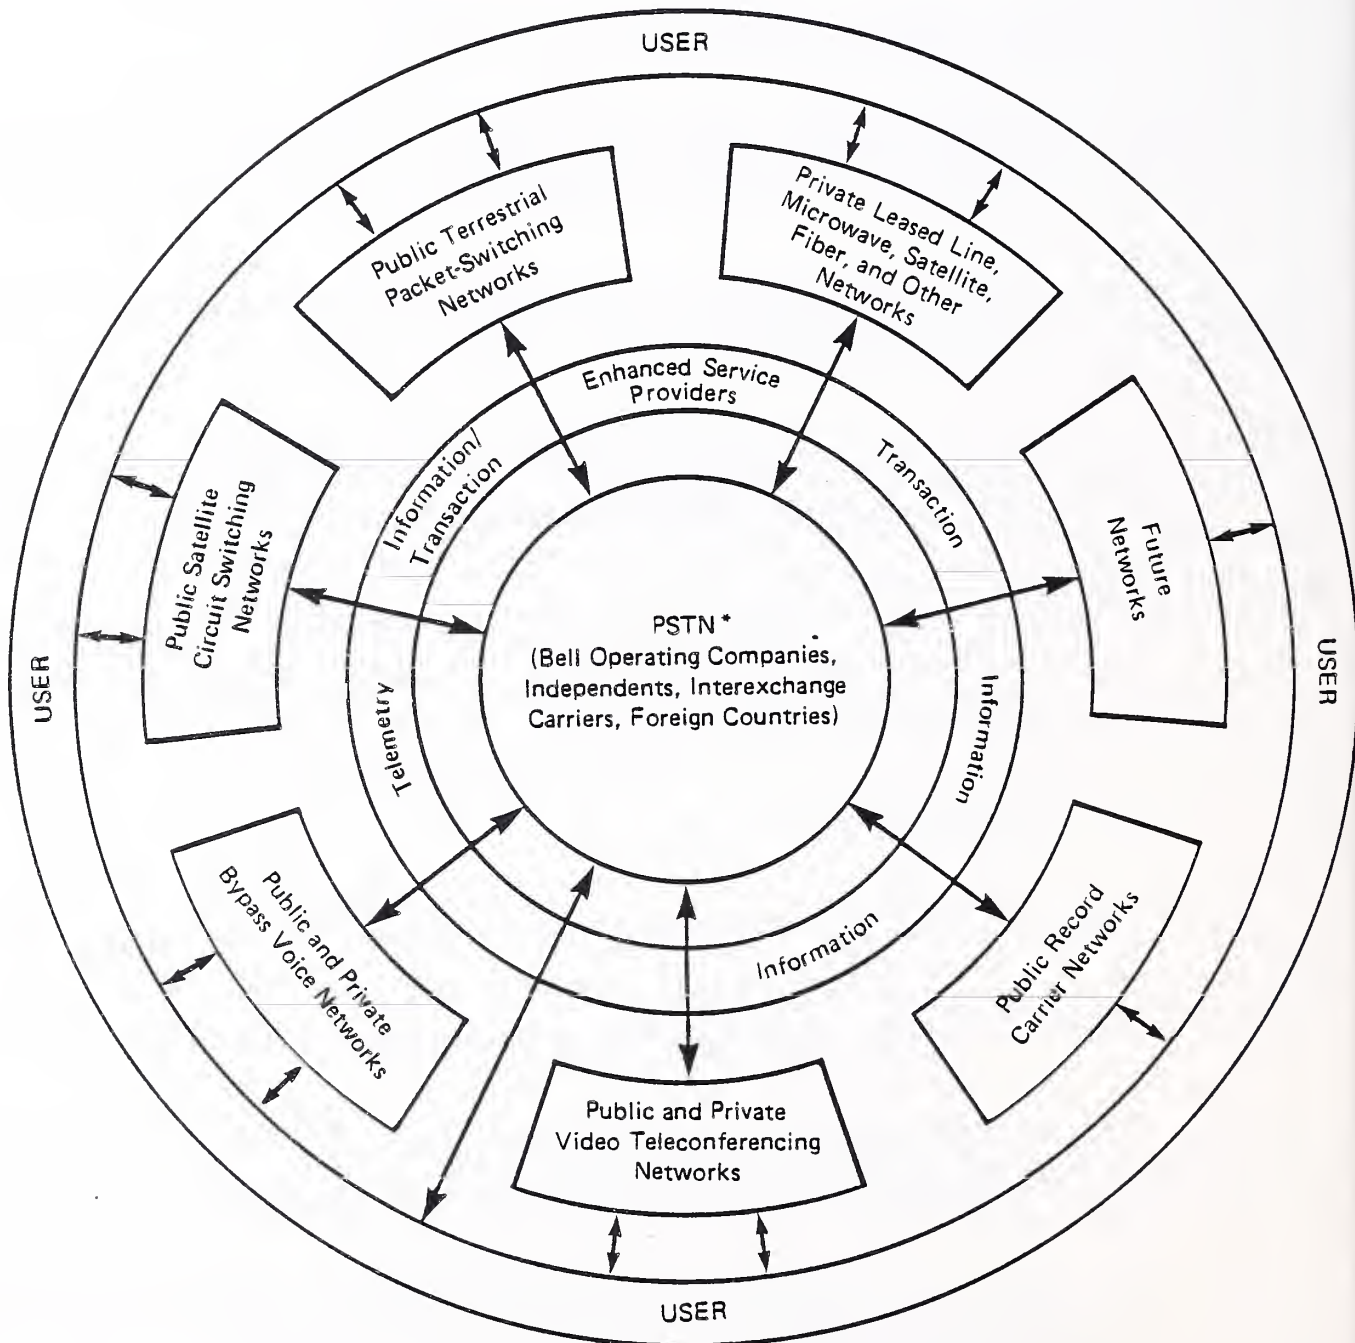 USER
Public Terrestrial
Packet-Switching
Networks
Private Leased Line,
Microwave, Satellite,
Fiber, and Other
Networks
Enhanced Service
Providers
Information/
Transaction
Transaction
Public Satellite
Circuit Switching
Networks
Future
Networks
PSTN*
(Bell Operating Companies,
Independents, Interexchange
Carriers, Foreign Countries)
USER
USER
Telemetry
Information
Public and Private
Bypass Voice Networks
Information
Public Record
Carrier Networks
Public and Private
Video Teleconferencing
Networks
USER